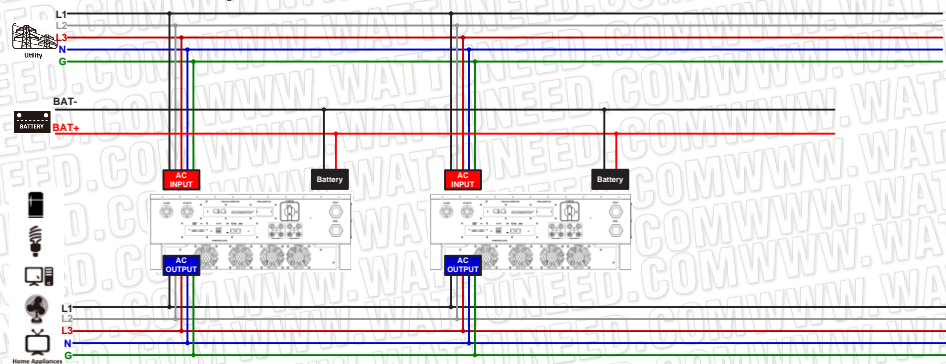 L1
L2
L3
N
G
Utility
BAT-
BATTERY
BAT+
AC
INPUT
Battery
AC
INPUT
Battery
AC
OUTPUT
AC
OUTPUT
L1
L2
L3
N
G
Home Appliances
WWW.WATTUNEED.COM